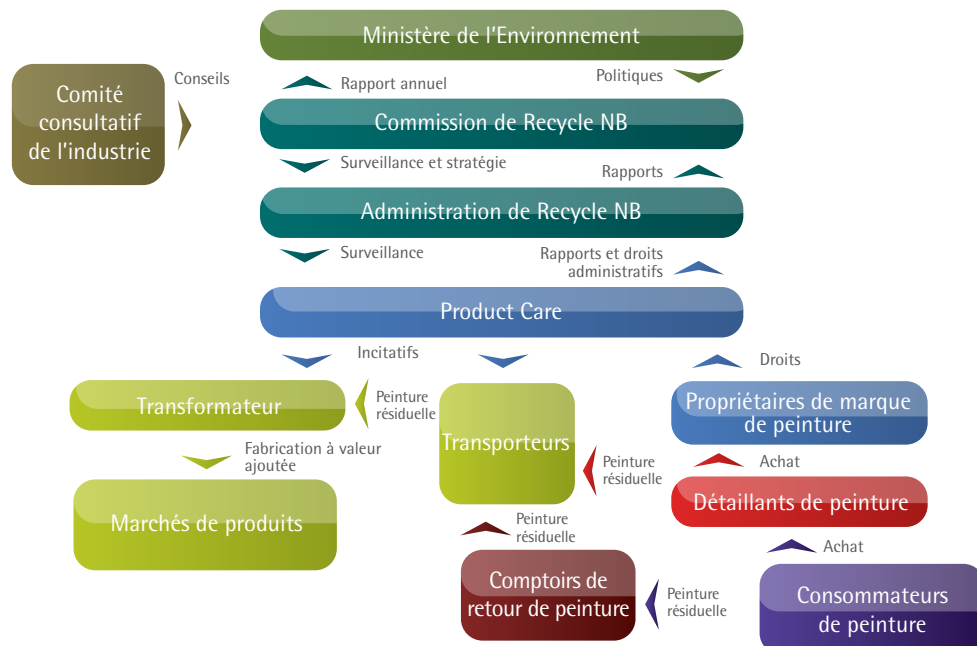 Ministère de l'Environnement
Conseils
Rapport annuel
Politiques
Comité
consultatif
de l'industrie
Commission de Recycle NB
Surveillance et stratégie
Rapports
Administration de Recycle NB
Surveillance
Rapports et droits
administratifs
Product Care
Incitatifs
Droits
Transformateur
Peinture
résiduelle
Transporteurs
Propriétaires de marque
de peinture
Fabrication à valeur
ajoutée
Peinture
résiduelle
Achat
Marchés de produits
Détaillants de peinture
Peinture
résiduelle
Achat
Comptoirs de
retour de peinture
Peinture
résiduelle
Consommateurs
de peinture